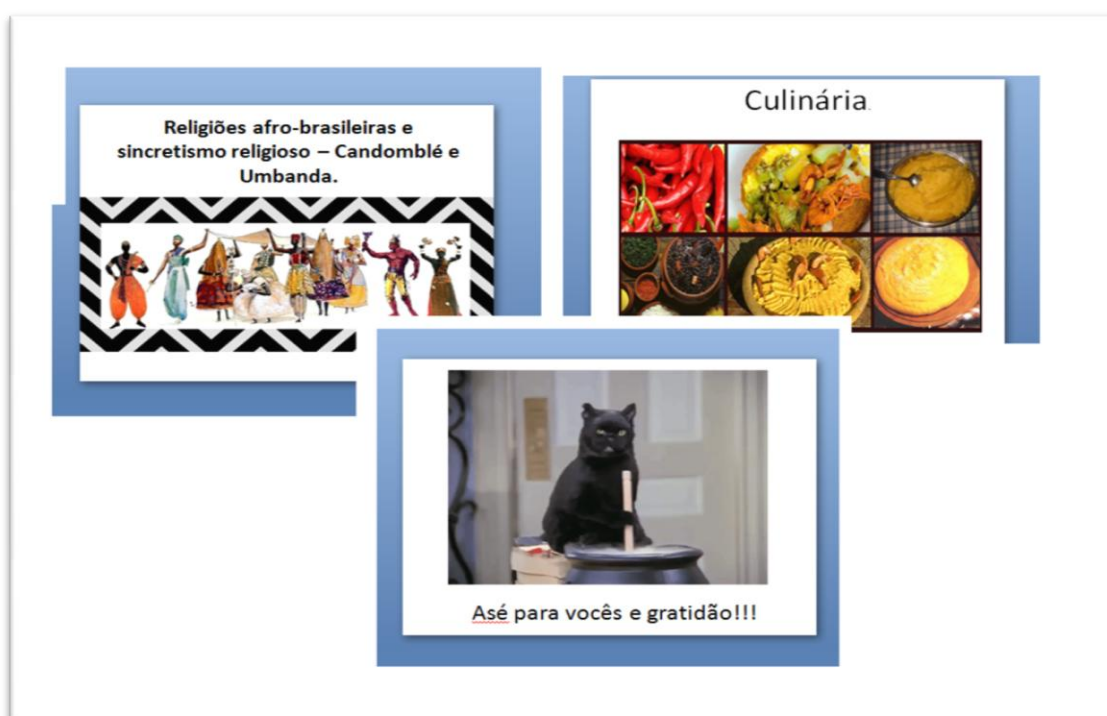 Religiões afro-brasileiras e
sincretismo religioso – Candomblé e
Umbanda.
Culinária.
Asé para vocês e gratidão!!!